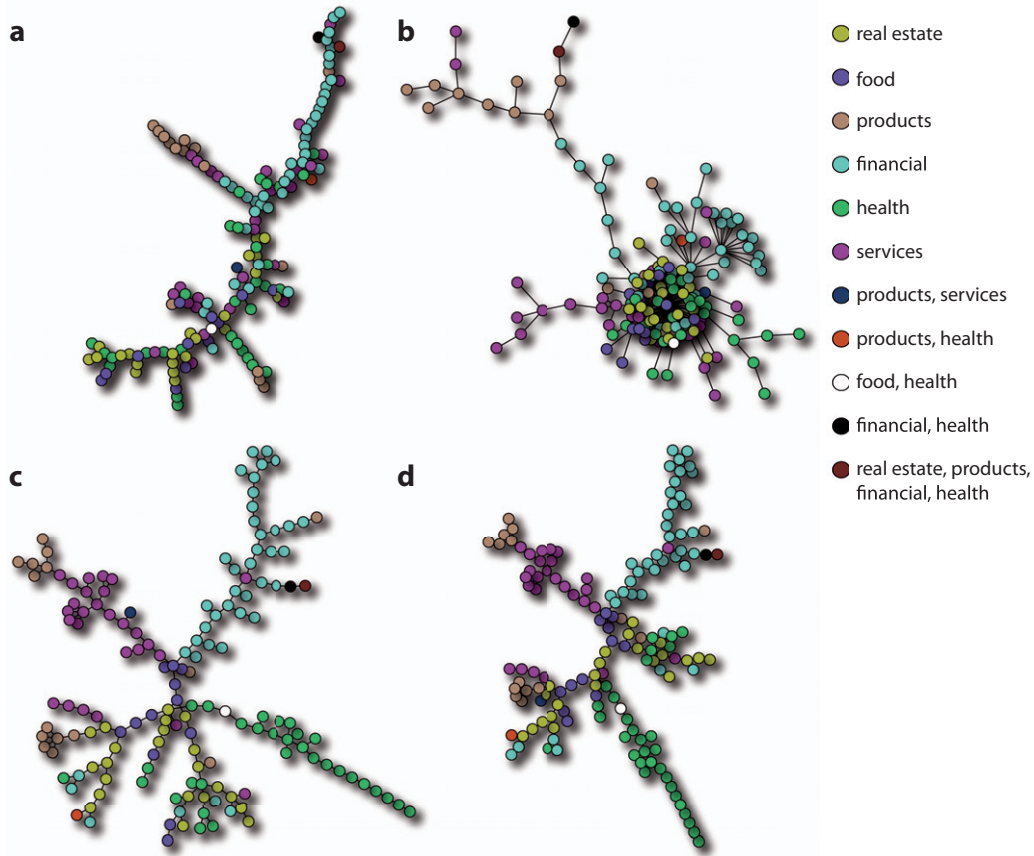 a
b
real estate
food
products
financial
health
services
products, services
products, health
food, health
financial, health
real estate, products,
financial, health
c
d